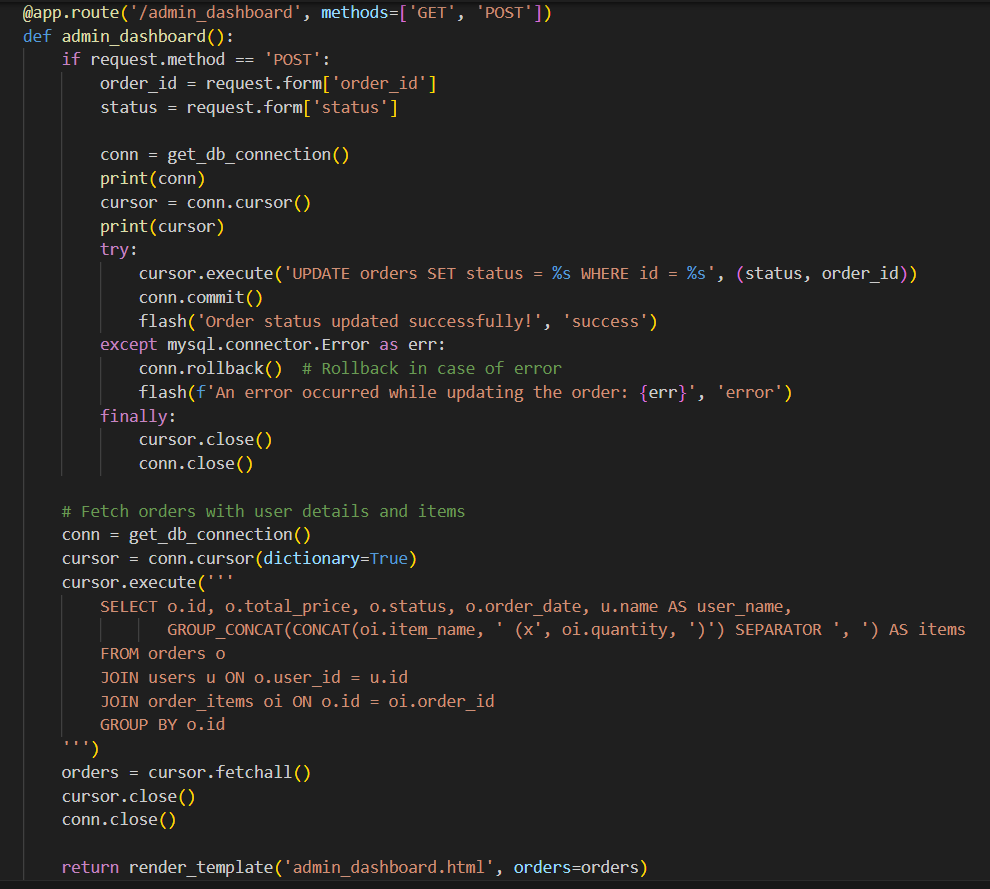 @app.route('/admin_dashboard', methods=['GET', 'POST'])
def admin_dashboard():
    if request.method == 'POST':
        order_id = request.form['order_id']
        status = request.form['status']

        conn = get_db_connection()
        print(conn)
        cursor = conn.cursor()
        print(cursor)
        try:
            cursor.execute('UPDATE orders SET status = %s WHERE id = %s', (status, order_id))
            conn.commit()
            flash('Order status updated successfully!', 'success')
        except mysql.connector.Error as err:
            conn.rollback()  # Rollback in case of error
            flash(f'An error occurred while updating the order: {err}', 'error')
        finally:
            cursor.close()
            conn.close()

    # Fetch orders with user details and items
    conn = get_db_connection()
    cursor = conn.cursor(dictionary=True)
    cursor.execute('''
        SELECT o.id, o.total_price, o.status, o.order_date, u.name AS user_name,
               GROUP_CONCAT(CONCAT(oi.item_name, ' (x', oi.quantity, ')') SEPARATOR ', ') AS items
        FROM orders o
        JOIN users u ON o.user_id = u.id
        JOIN order_items oi ON o.id = oi.order_id
        GROUP BY o.id
    ''')
    orders = cursor.fetchall()
    cursor.close()
    conn.close()

    return render_template('admin_dashboard.html', orders=orders)